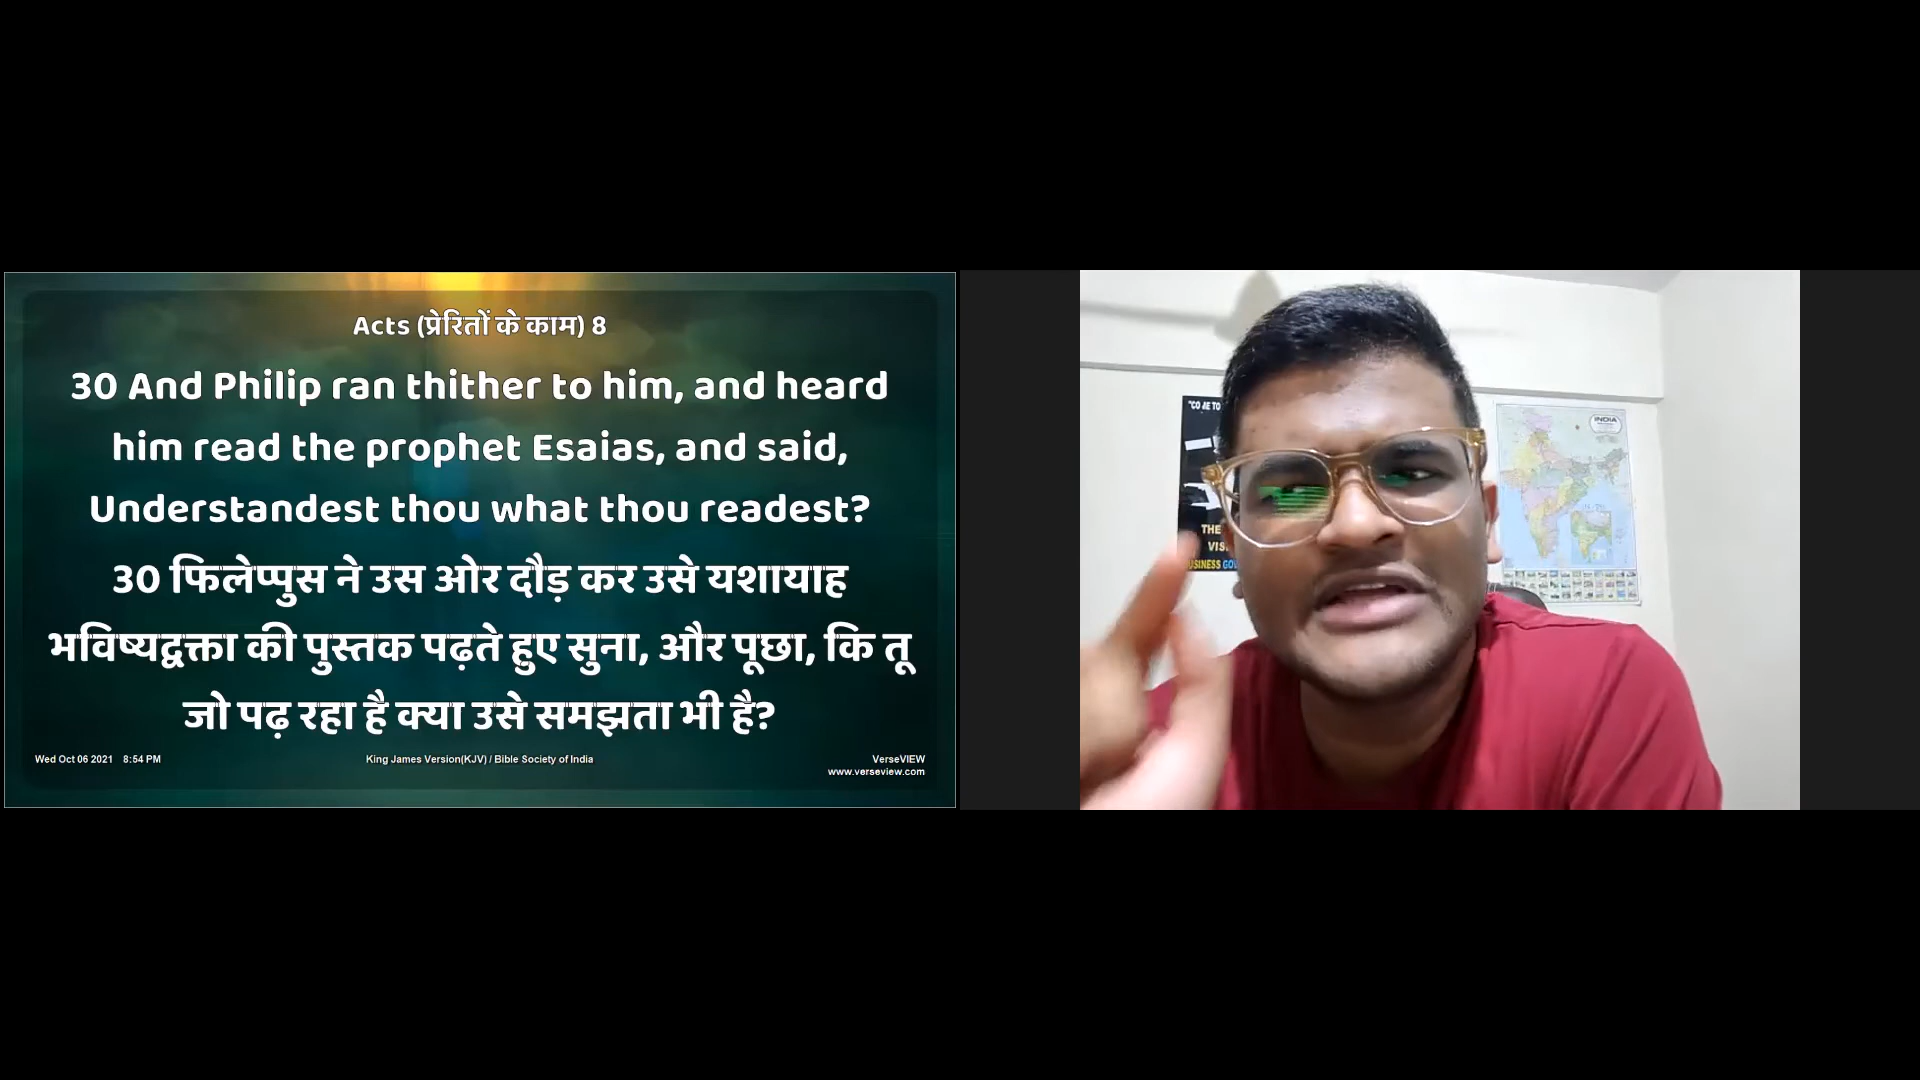 Acts (प्रेरितों के काम) 8
30 And Philip ran thither to him, and heard
him read the prophet Esaias, and said,
Understandest thou what thou readest?
30 फिलेप्पुस ने उस ओर दौड़ कर उसे यशायाह
भविष्यद्वक्ता की पुस्तक पढ़ते हुए सुना, और पूछा, कि तू
जो पढ़ रहा है क्या उसे समझता भी है?
Wed Oct 06 2021 8:54 PM
King James Version(KJV) / Bible Society of India
VerseVIEW
www.verseview.com
TO
THE
INDIA